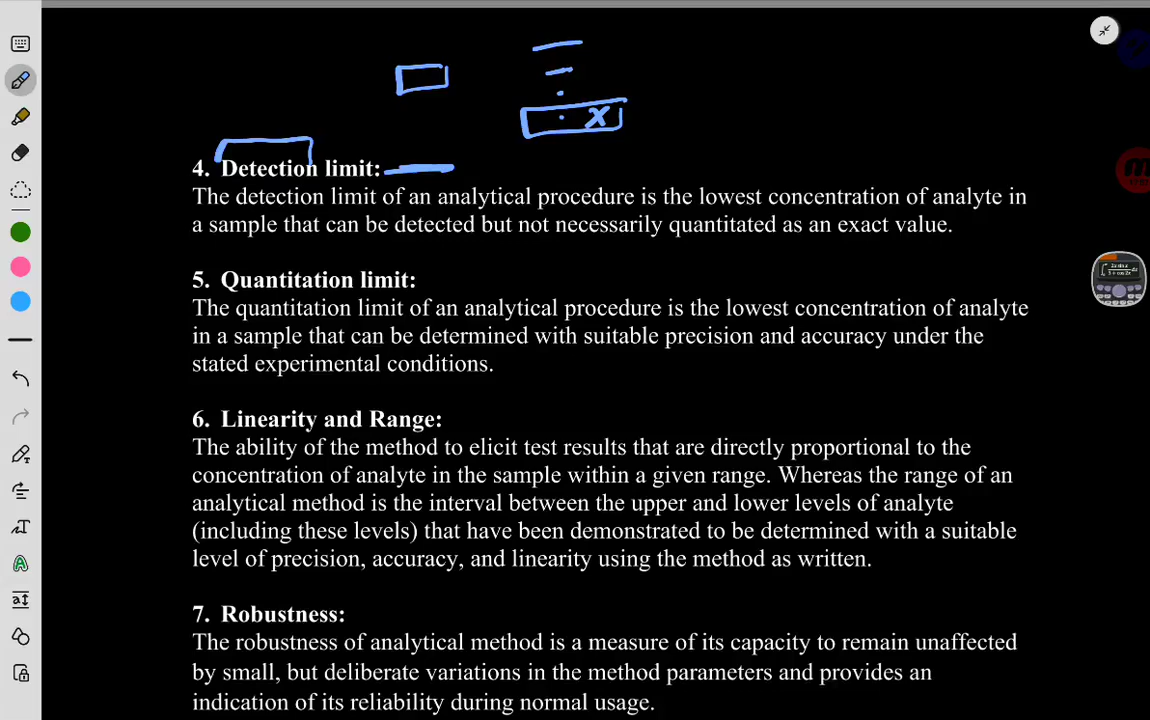 X
4. Detection limit:
The detection limit of an analytical procedure is the lowest concentration of analyte in
a sample that can be detected but not necessarily quantitated as an exact value.
5. Quantitation limit:
The quantitation limit of an analytical procedure is the lowest concentration of analyte
in a sample that can be determined with suitable precision and accuracy under the
stated experimental conditions.
6. Linearity and Range:
The ability of the method to elicit test results that are directly proportional to the
concentration of analyte in the sample within a given range. Whereas the range of an
analytical method is the interval between the upper and lower levels of analyte
(including these levels) that have been demonstrated to be determined with a suitable
level of precision, accuracy, and linearity using the method as written.
7. Robustness:
The robustness of analytical method is a measure of its capacity to remain unaffected
by small, but deliberate variations in the method parameters and provides an
indication of its reliability during normal usage.